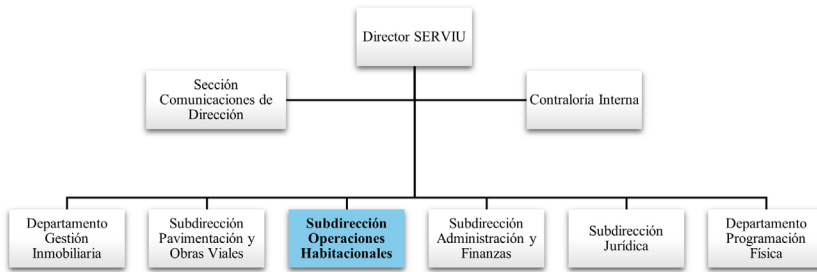 Director SERVIU
Sección
Comunicaciones de
Dirección
Contraloría Interna
Departamento
Gestión
Inmobiliaria
Subdirección
Pavimentación y
Obras Viales
Subdirección
Operaciones
Habitacionales
Subdirección
Administración y
Finanzas
Subdirección
Jurídica
Departamento
Programación
Física